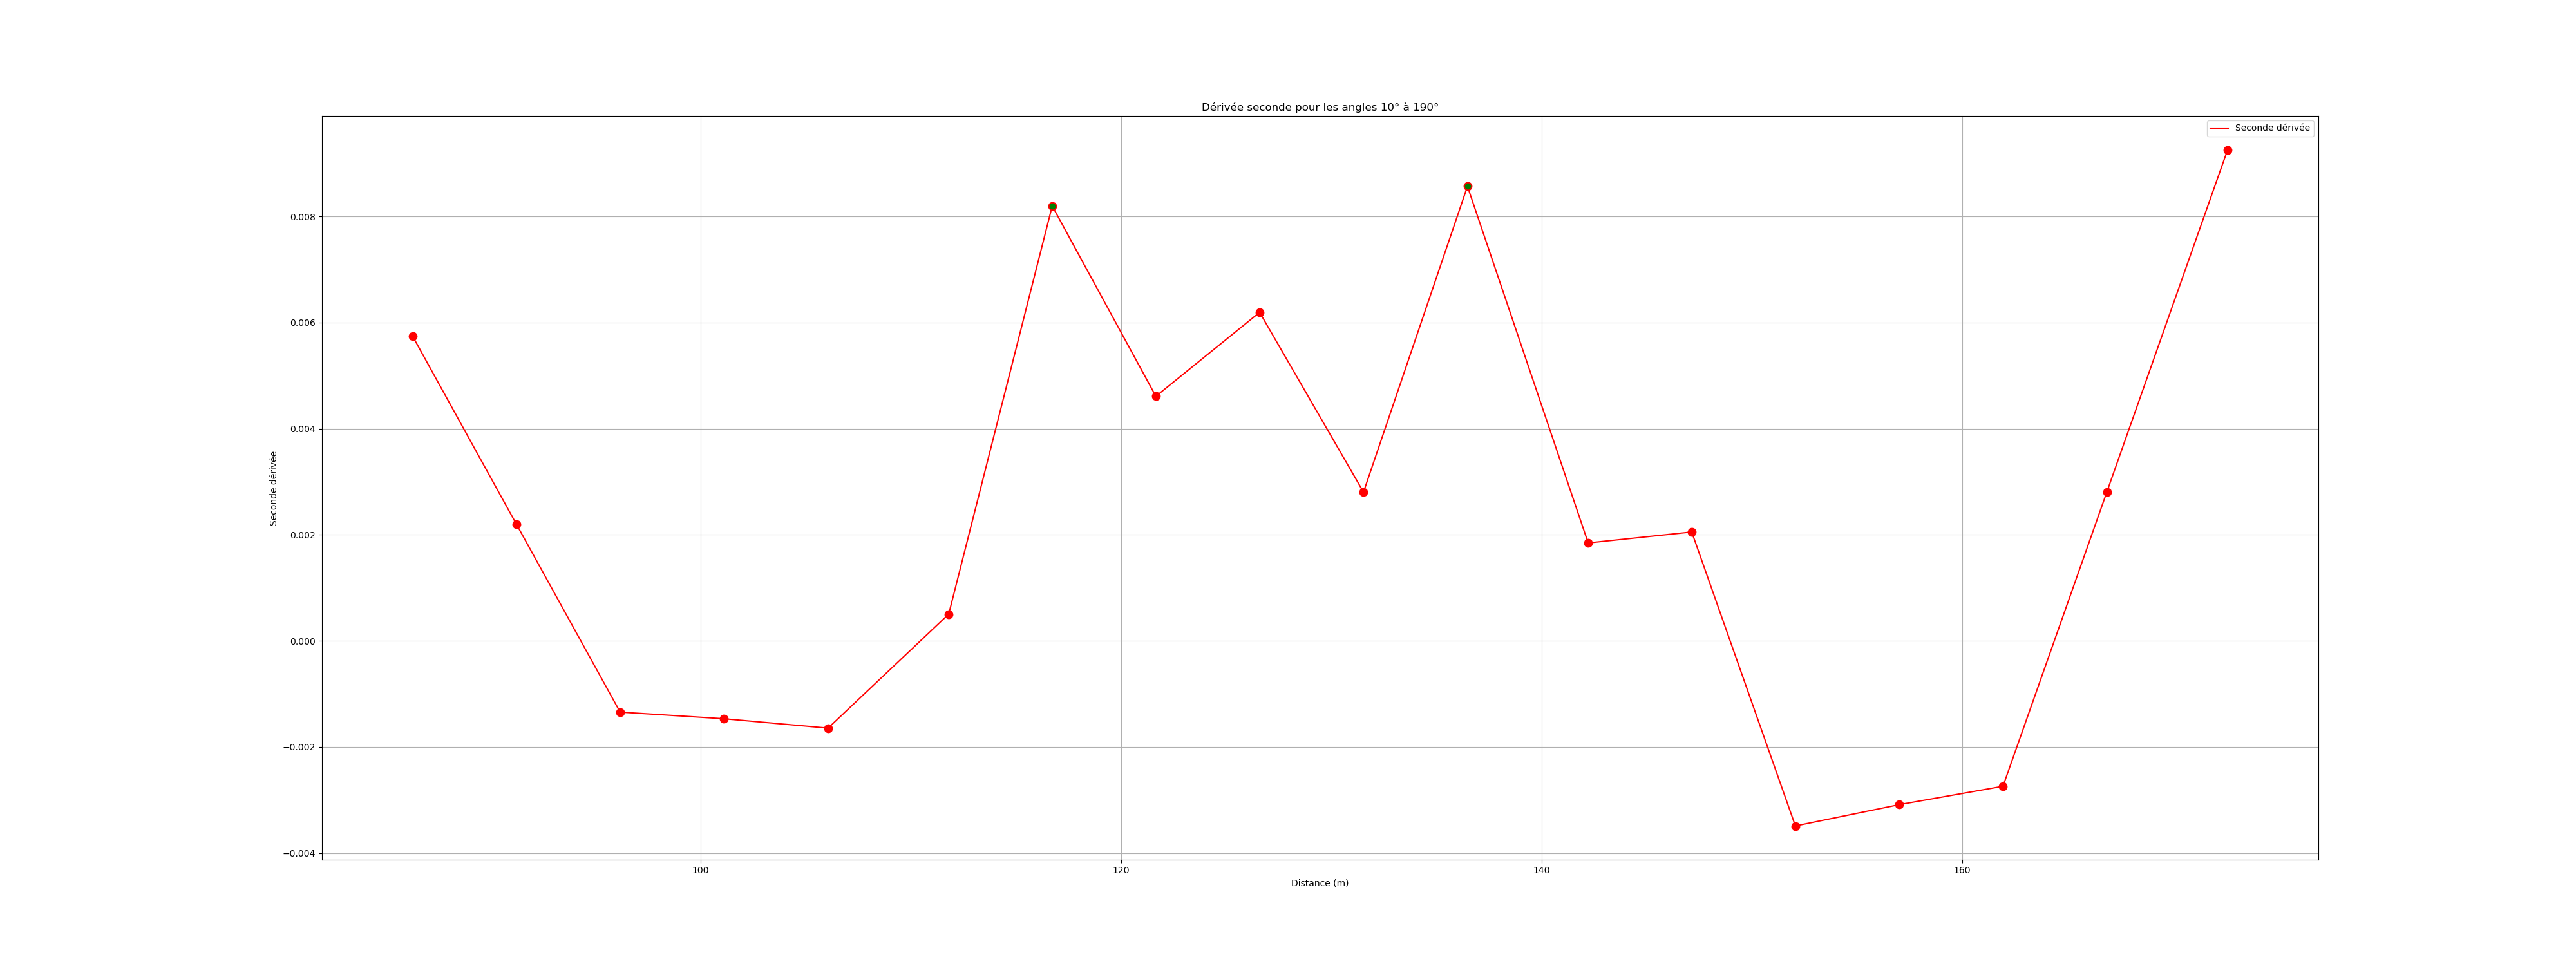 Dérivée seconde pour les angles 10° à 190°
Seconde dérivée
0.008
0.006
0.004
0.002
0.000
−0.002
−0.004
Seconde dérivée
100
120
140
160
Distance (m)